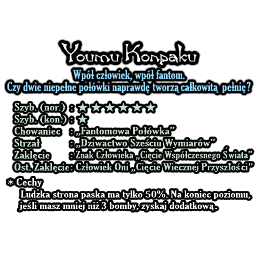 Youmu Konpaku
Wpół człowiek, wpół fantom.
Czy dwie niepełne połówki naprawdę tworzą całkowitą pełnię?
Szyb. (nor.) : ★★★★★★
Szyb. (kon.) : ★
Chowaniec : „Fantomowa Połówka”
Strzał : „Dziwactwo Sześciu Wymiarów”
Zaklęcie : Znak Człowieka „Cięcie Współczesnego Świata”
Ost. Zaklęcie: Człowiek Oni „Cięcie Wiecznej Przyszłości”
* Cechy
Ludzka strona paska ma tylko 50%. Na koniec poziomu,
jeśli masz mniej niż 3 bomby, zyskaj dodatkową.